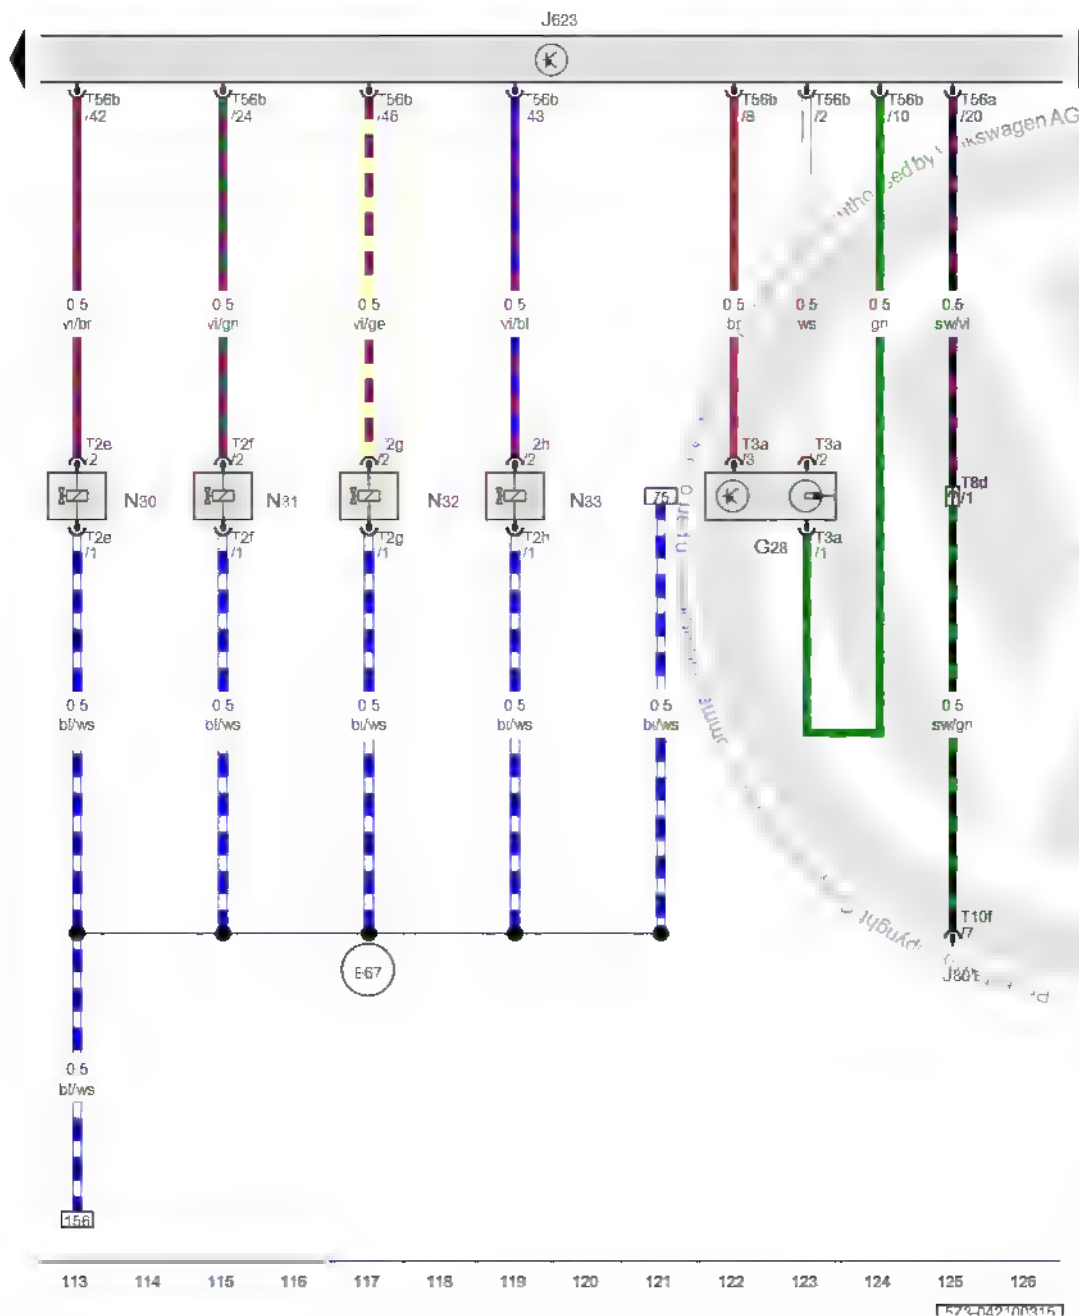 J623
T56b T56b T56b T56b T56b T56b T56b T56a
/42 /24 /46 43 /8 /2 /10 /20
0.5 0.5 0.5 0.5 0.5 0.5 0.5 0.5
vi/br vi/gn vi/ge vi/bl br ws gn sw/vi
T2e T2f 2g 2h T3a T3a
/2 /2 /2 /2 /3 /2
N30 N31 N32 N33 75 T8d
/1
T2e T2f T2g T2h G28 T3a
/1 /1 /1 /1 /1
0.5 0.5 0.5 0.5 0.5 0.5
bl/ws bl/ws bl/ws bl/ws bl/ws sw/gn
T10f
/7
0.5
bl/ws
156
113 114 115 116 117 118 119 120 121 122 123 124 125 126
5Z3-042100315